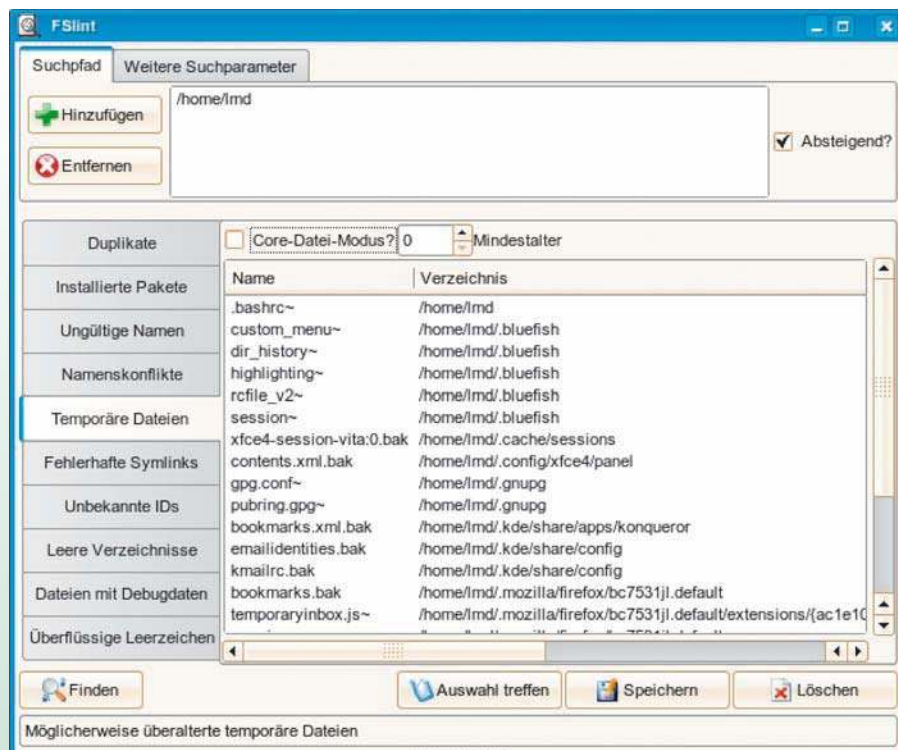 FSlint
Suchpfad
Weitere Suchparameter
Hinzufügen
/home/lmd
Absteigend?
Entfernen
Duplikate
Installierte Pakete
Ungültige Namen
Namenskonflikte
Temporäre Dateien
Fehlerhafte Symlinks
Unbekannte IDs
Leere Verzeichnisse
Dateien mit Debugdaten
Überflüssige Leerzeichen
Core-Datei-Modus? 0 Mindestalter
Name Verzeichnis
.bashrc~ /home/lmd
custom_menu~ /home/lmd/.bluefish
dir_history~ /home/lmd/.bluefish
highlighting~ /home/lmd/.bluefish
rcfile_v2~ /home/lmd/.bluefish
session~ /home/lmd/.bluefish
xfce4-session-vita:0.bak /home/lmd/.cache/sessions
contents.xml.bak /home/lmd/.config/xfce4/panel
gpg.conf~ /home/lmd/.gnupg
pubring.gpg~ /home/lmd/.gnupg
bookmarks.xml.bak /home/lmd/.kde/share/apps/konqueror
emailidentities.bak /home/lmd/.kde/share/config
kmailrc.bak /home/lmd/.kde/share/config
bookmarks.bak /home/lmd/.mozilla/firefox/bc7531jl.default
temporaryinbox.js~ /home/lmd/.mozilla/firefox/bc7531jl.default/extensions/{ac1e10
Finden
Auswahl treffen
Speichern
Löschen
Möglicherweise überalterte temporäre Dateien